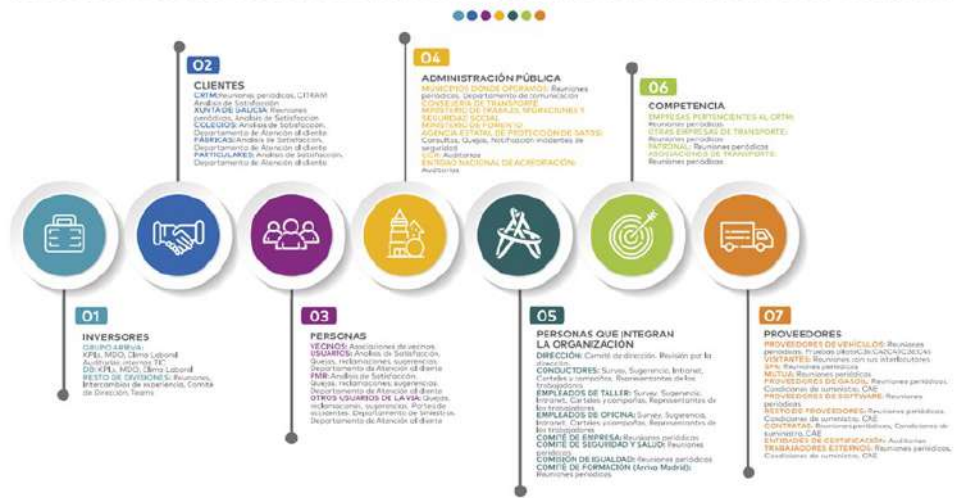 02
CLIENTES
CRTM: Reuniones periódicas, CITRAM
Análisis de Satisfacción
XUNTA DE GALICIA: Reuniones
periódicas, Análisis de Satisfacción
COLEGIOS: Análisis de Satisfacción,
Departamento de Atención al cliente
FÁBRICAS: Análisis de Satisfacción,
Departamento de Atención al cliente
PARTICULARES: Análisis de Satisfacción,
Departamento de Atención al cliente
04
ADMINISTRACIÓN PÚBLICA
MUNICIPIOS DONDE OPERAMOS: Reuniones
periódicas, Departamento de comunicación
CONSEJERÍA DE TRANSPORTE
MINISTERIO DE TRABAJO, MIGRACIONES Y
SEGURIDAD SOCIAL
MINISTERIO DE FOMENTO
AGENCIA ESTATAL DE PROTECCIÓN DE DATOS:
Consultas, Quejas, Notificación incidentes de
seguridad
Auditorías
ENTIDAD NACIONAL DE ACREDITACIÓN:
Auditorías
06
COMPETENCIA
EMPRESAS PERTENECIENTES AL CRTM:
Reuniones periódicas
OTRAS EMPRESAS DE TRANSPORTE:
Reuniones periódicas
PATRONAL: Reuniones periódicas
ASOCIACIONES DE TRANSPORTE:
Reuniones periódicas
01
INVERSORES
GRUPO ARRIVA:
KPIs, MDO, Clima Laboral
Auditorías internas TIC
DB: KPIs, MDO, Clima Laboral
RESTO DE DIVISIONES: Reuniones,
Intercambios de experiencia, Comité
de Dirección, Teams
03
PERSONAS
VECINOS: Asociaciones de vecinos
USUARIOS: Análisis de Satisfacción,
Quejas, reclamaciones, sugerencias.
Departamento de Atención al cliente
PMR: Análisis Satisfacción.
Quejas, reclamaciones, sugerencias.
Departamento de Atención al cliente
OTROS USUARIOS DE LA VÍA: Quejas,
reclamaciones, sugerencias. Partes de
accidentes. Departamento de Siniestros.
Departamento de Atención al cliente
05
PERSONAS QUE INTEGRAN
LA ORGANIZACIÓN
DIRECCIÓN: Comité de dirección. Revisión por la
dirección
CONDUCTORES: Survey, Sugerencia, Intranet,
Carteles y campañas, Representantes de los
trabajadores
EMPLEADOS DE TALLER: Survey, Sugerencia,
Intranet, Carteles y campañas, Representantes de
los trabajadores
EMPLEADOS DE OFICINA: Survey, Sugerencia,
Intranet, Carteles y campañas, Representantes de
los trabajadores
COMITÉ DE EMPRESA: Reuniones periódicas
COMITÉ DE SEGURIDAD Y SALUD: Reuniones
periódicas
COMISIÓN DE IGUALDAD: Reuniones periódicas
COMITÉ DE FORMACIÓN (Arriva Madrid):
Reuniones periódicas
07
PROVEEDORES
PROVEEDORES DE VEHÍCULOS: Reuniones
periódicas, Pruebas piloto
VISITANTES: Reuniones con sus interlocutores
SPA: Reuniones periódicas
MUTUA: Reuniones periódicas
PROVEEDORES DE GASOIL: Reuniones periódicas,
Condiciones de suministro, CAE
PROVEEDORES DE SOFTWARE: Reuniones
periódicas
RESTO DE PROVEEDORES: Reuniones periódicas,
Condiciones de suministro, CAE
CONTRATAS: Reuniones periódicas, Condiciones de
suministro, CAE
ENTIDADES DE CERTIFICACIÓN: Auditorías
TRABAJADORES EXTERNOS: Reuniones periódicas,
Condiciones de suministro, CAE